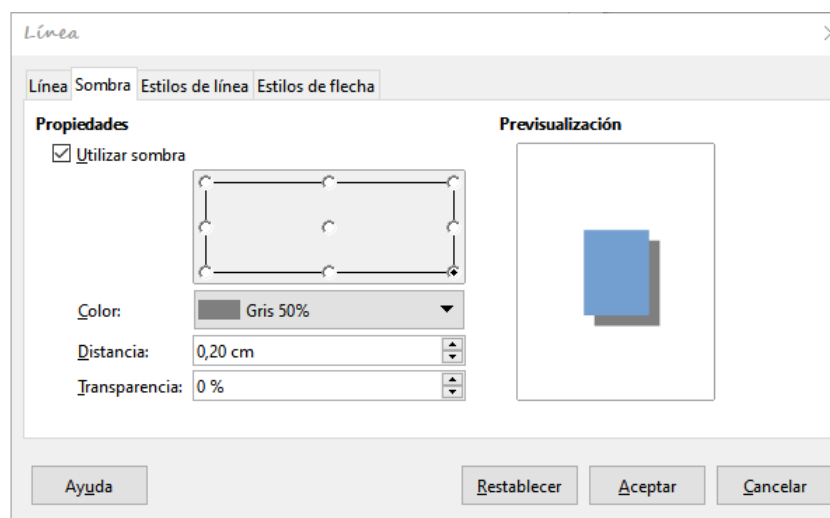 Línea
Línea Sombra Estilos de línea Estilos de flecha
Propiedades
Utilizar sombra
Color: Gris 50%
Distancia: 0,20 cm
Transparencia: 0 %
Previsualización
Ayuda Restablecer Aceptar Cancelar